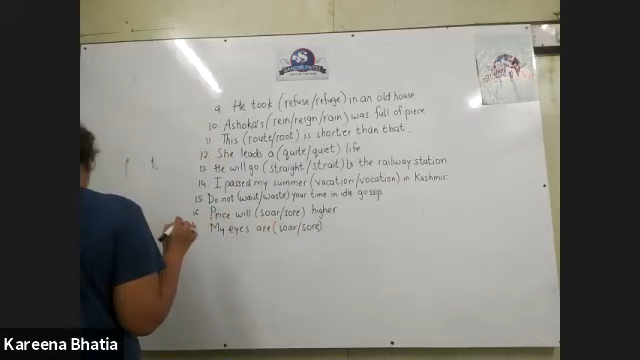 SANDIP PATEL
9. He took (refuse/refuge) in an old house
10. Ashoka's (rein/reign/rain) was full of piece
11 This (route/root) is shorter than that.
12. She leads a (quite/quiet) life
13. He will go (straight/strait) to the railway station
14. I passed my summer (vacation/vocation) in Kashmir.
15. Do not (waist/waste) your time in idle gossip
16. Price will (soar/sore) higher
My eyes are (soar/sore)
Kareena Bhatia